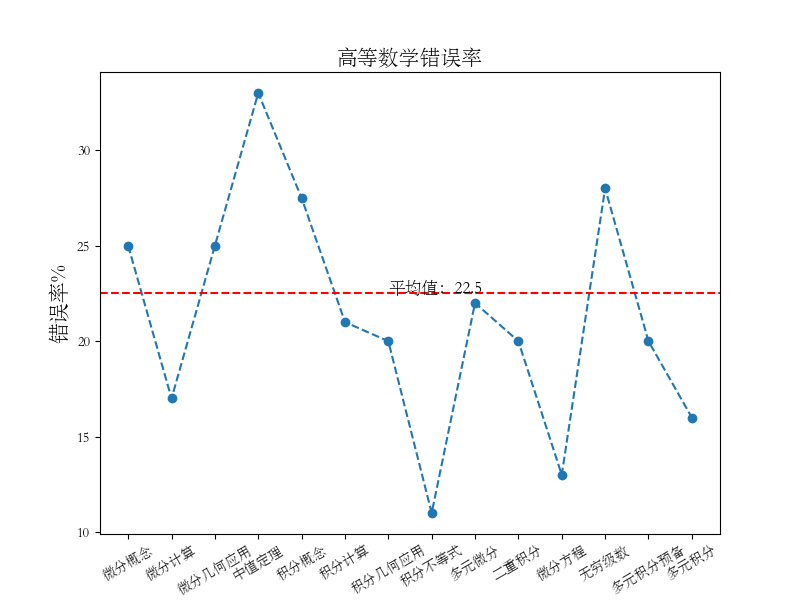 高等数学错误率
错误率%
30
25
20
15
10
平均值：22.5
微分概念
微分计算
微分几何应用
中值定理
积分概念
积分计算
积分几何应用
积分不等式
多元微分
二重积分
微分方程
无穷级数
多元积分预备
多元积分